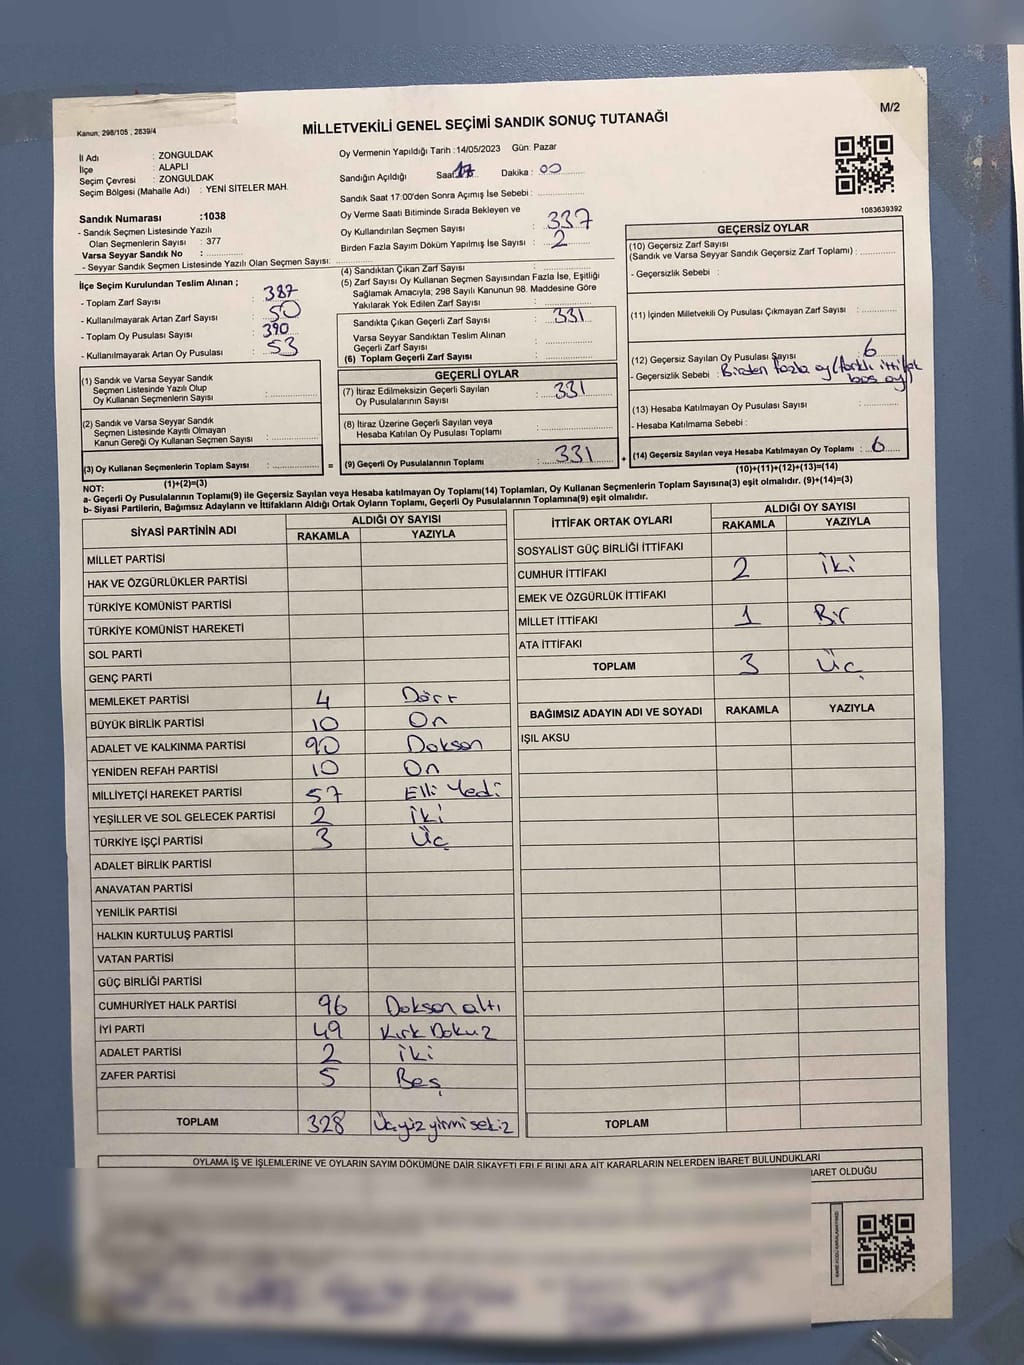 Kanun; 298/105 , 2839/4
M/2
MİLLETVEKİLİ GENEL SEÇİMİ SANDIK SONUÇ TUTANAĞI
İl Adı : ZONGULDAK
İlçe : ALAPLI
Seçim Çevresi : ZONGULDAK
Seçim Bölgesi (Mahalle Adı) : YENİ SİTELER MAH.
Sandık Numarası :1038
- Sandık Seçmen Listesinde Yazılı
Olan Seçmenlerin Sayısı : 377
Varsa Seyyar Sandık No :
- Seyyar Sandık Seçmen Listesinde Yazılı Olan Seçmen Sayısı:
Oy Vermenin Yapıldığı Tarih :14/05/2023 Gün: Pazar
Sandığın Açıldığı Saat: 17 Dakika : 00
Sandık Saat 17:00'den Sonra Açımış İse Sebebi :
Oy Verme Saati Bitiminde Sırada Bekleyen ve
Oy Kullandırılan Seçmen Sayısı : 337
Birden Fazla Sayım Döküm Yapılmış İse Sayısı : 2
1083639392
İlçe Seçim Kurulundan Teslim Alınan ;
- Toplam Zarf Sayısı : 387
- Kullanılmayarak Artan Zarf Sayısı : 50
- Toplam Oy Pusulası Sayısı : 390
- Kullanılmayarak Artan Oy Pusulası : 53
(1) Sandık ve Varsa Seyyar Sandık
Seçmen Listesinde Yazılı Olup
Oy Kullanan Seçmenlerin Sayısı :
(2) Sandık ve Varsa Seyyar Sandık
Seçmen Listesinde Kayıtlı Olmayan
Kanun Gereği Oy Kullanan Seçmen Sayısı :
(3) Oy Kullanan Seçmenlerin Toplam Sayısı :
(1)+(2)=(3)
(4) Sandıktan Çıkan Zarf Sayısı :
(5) Zarf Sayısı Oy Kullanan Seçmen Sayısından Fazla İse, Eşitliği
Sağlamak Amacıyla; 298 Sayılı Kanunun 98. Maddesine Göre
Yakılarak Yok Edilen Zarf Sayısı :
Sandıkta Çıkan Geçerli Zarf Sayısı : 331
Varsa Seyyar Sandıktan Teslim Alınan
Geçerli Zarf Sayısı :
(6) Toplam Geçerli Zarf Sayısı :
GEÇERLİ OYLAR
(7) İtiraz Edilmeksizin Geçerli Sayılan
Oy Pusulalarının Sayısı : 331
(8) İtiraz Üzerine Geçerli Sayılan veya
Hesaba Katılan Oy Pusulası Toplamı :
= (9) Geçerli Oy Pusulalarının Toplamı : 331 +
GEÇERSİZ OYLAR
(10) Geçersiz Zarf Sayısı
(Sandık ve Varsa Seyyar Sandık Geçersiz Zarf Toplamı) :
- Geçersizlik Sebebi :
(11) İçinden Milletvekili Oy Pusulası Çıkmayan Zarf Sayısı :
(12) Geçersiz Sayılan Oy Pusulası Sayısı : 6
- Geçersizlik Sebebi : Birden fazla oy (farklı ittifak
boş oy)
(13) Hesaba Katılmayan Oy Pusulası Sayısı :
- Hesaba Katılmama Sebebi :
(14) Geçersiz Sayılan veya Hesaba Katılmayan Oy Toplamı : 6
(10)+(11)+(12)+(13)=(14)
NOT:
a- Geçerli Oy Pusulalarının Toplamı(9) ile Geçersiz Sayılan veya Hesaba katılmayan Oy Toplamı(14) Toplamları, Oy Kullanan Seçmenlerin Toplam Sayısına(3) eşit olmalıdır. (9)+(14)=(3)
b- Siyasi Partilerin, Bağımsız Adayların ve İttifakların Aldığı Ortak Oyların Toplamı, Geçerli Oy Pusulalarının Toplamına(9) eşit olmalıdır.
SİYASİ PARTİNİN ADI ALDIĞI OY SAYISI
RAKAMLA YAZIYLA
MİLLET PARTİSİ
HAK VE ÖZGÜRLÜKLER PARTİSİ
TÜRKİYE KOMÜNİST PARTİSİ
TÜRKİYE KOMÜNİST HAREKETİ
SOL PARTİ
GENÇ PARTİ
MEMLEKET PARTİSİ 4 Dört
BÜYÜK BİRLİK PARTİSİ 10 On
ADALET VE KALKINMA PARTİSİ 90 Doksan
YENİDEN REFAH PARTİSİ 10 On
MİLLİYETÇİ HAREKET PARTİSİ 57 Elli Yedi
YEŞİLLER VE SOL GELECEK PARTİSİ 2 İki
TÜRKİYE İŞÇİ PARTİSİ 3 Üç
ADALET BİRLİK PARTİSİ
ANAVATAN PARTİSİ
YENİLİK PARTİSİ
HALKIN KURTULUŞ PARTİSİ
VATAN PARTİSİ
GÜÇ BİRLİĞİ PARTİSİ
CUMHURİYET HALK PARTİSİ 96 Doksan altı
İYİ PARTİ 49 Kırk Dokuz
ADALET PARTİSİ 2 İki
ZAFER PARTİSİ 5 Beş
TOPLAM 328 Üçyüz yirmi sekiz
İTTİFAK ORTAK OYLARI ALDIĞI OY SAYISI
RAKAMLA YAZIYLA
SOSYALİST GÜÇ BİRLİĞİ İTTİFAKI
CUMHUR İTTİFAKI 2 İki
EMEK VE ÖZGÜRLÜK İTTİFAKI
MİLLET İTTİFAKI 1 Bir
ATA İTTİFAKI
TOPLAM 3 Üç
BAĞIMSIZ ADAYIN ADI VE SOYADI RAKAMLA YAZIYLA
IŞIL AKSU
TOPLAM
OYLAMA İŞ VE İŞLEMLERİNE VE OYLARIN SAYIM DÖKÜMÜNE DAİR ŞİKAYETLERLE BUNLARA AİT KARARLARIN NELERDEN İBARET BULUNDUKLARI
İBARET OLDUĞU